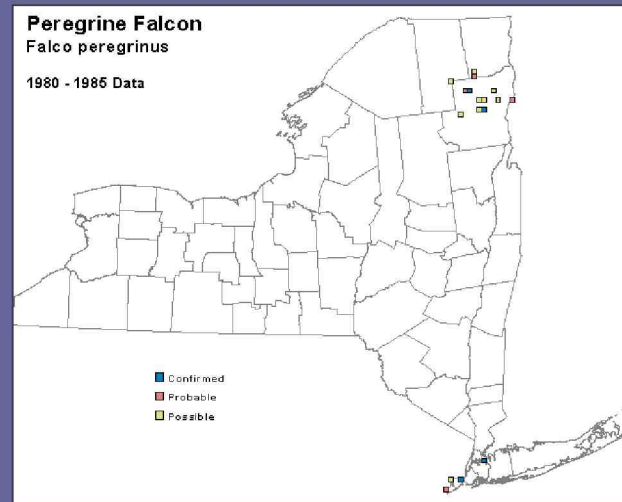 Peregrine Falcon
Falco peregrinus
1980 - 1985 Data
Confirmed
Probable
Possible